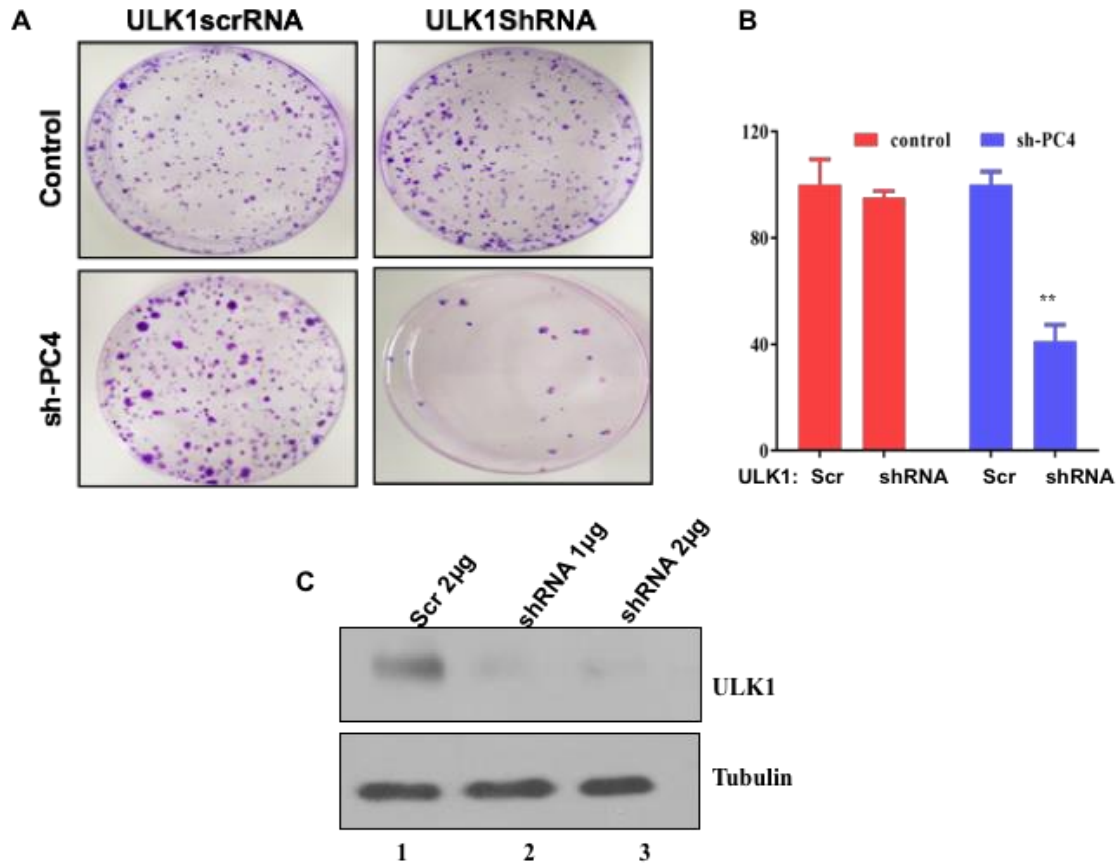 A
ULK1scrRNA
ULK1ShRNA
Control
sh-PC4
B
120
80
40
0
control
sh-PC4
**
ULK1: Scr shRNA Scr shRNA
C
Scr 2µg
shRNA 1µg
shRNA 2µg
ULK1
Tubulin
1 2 3